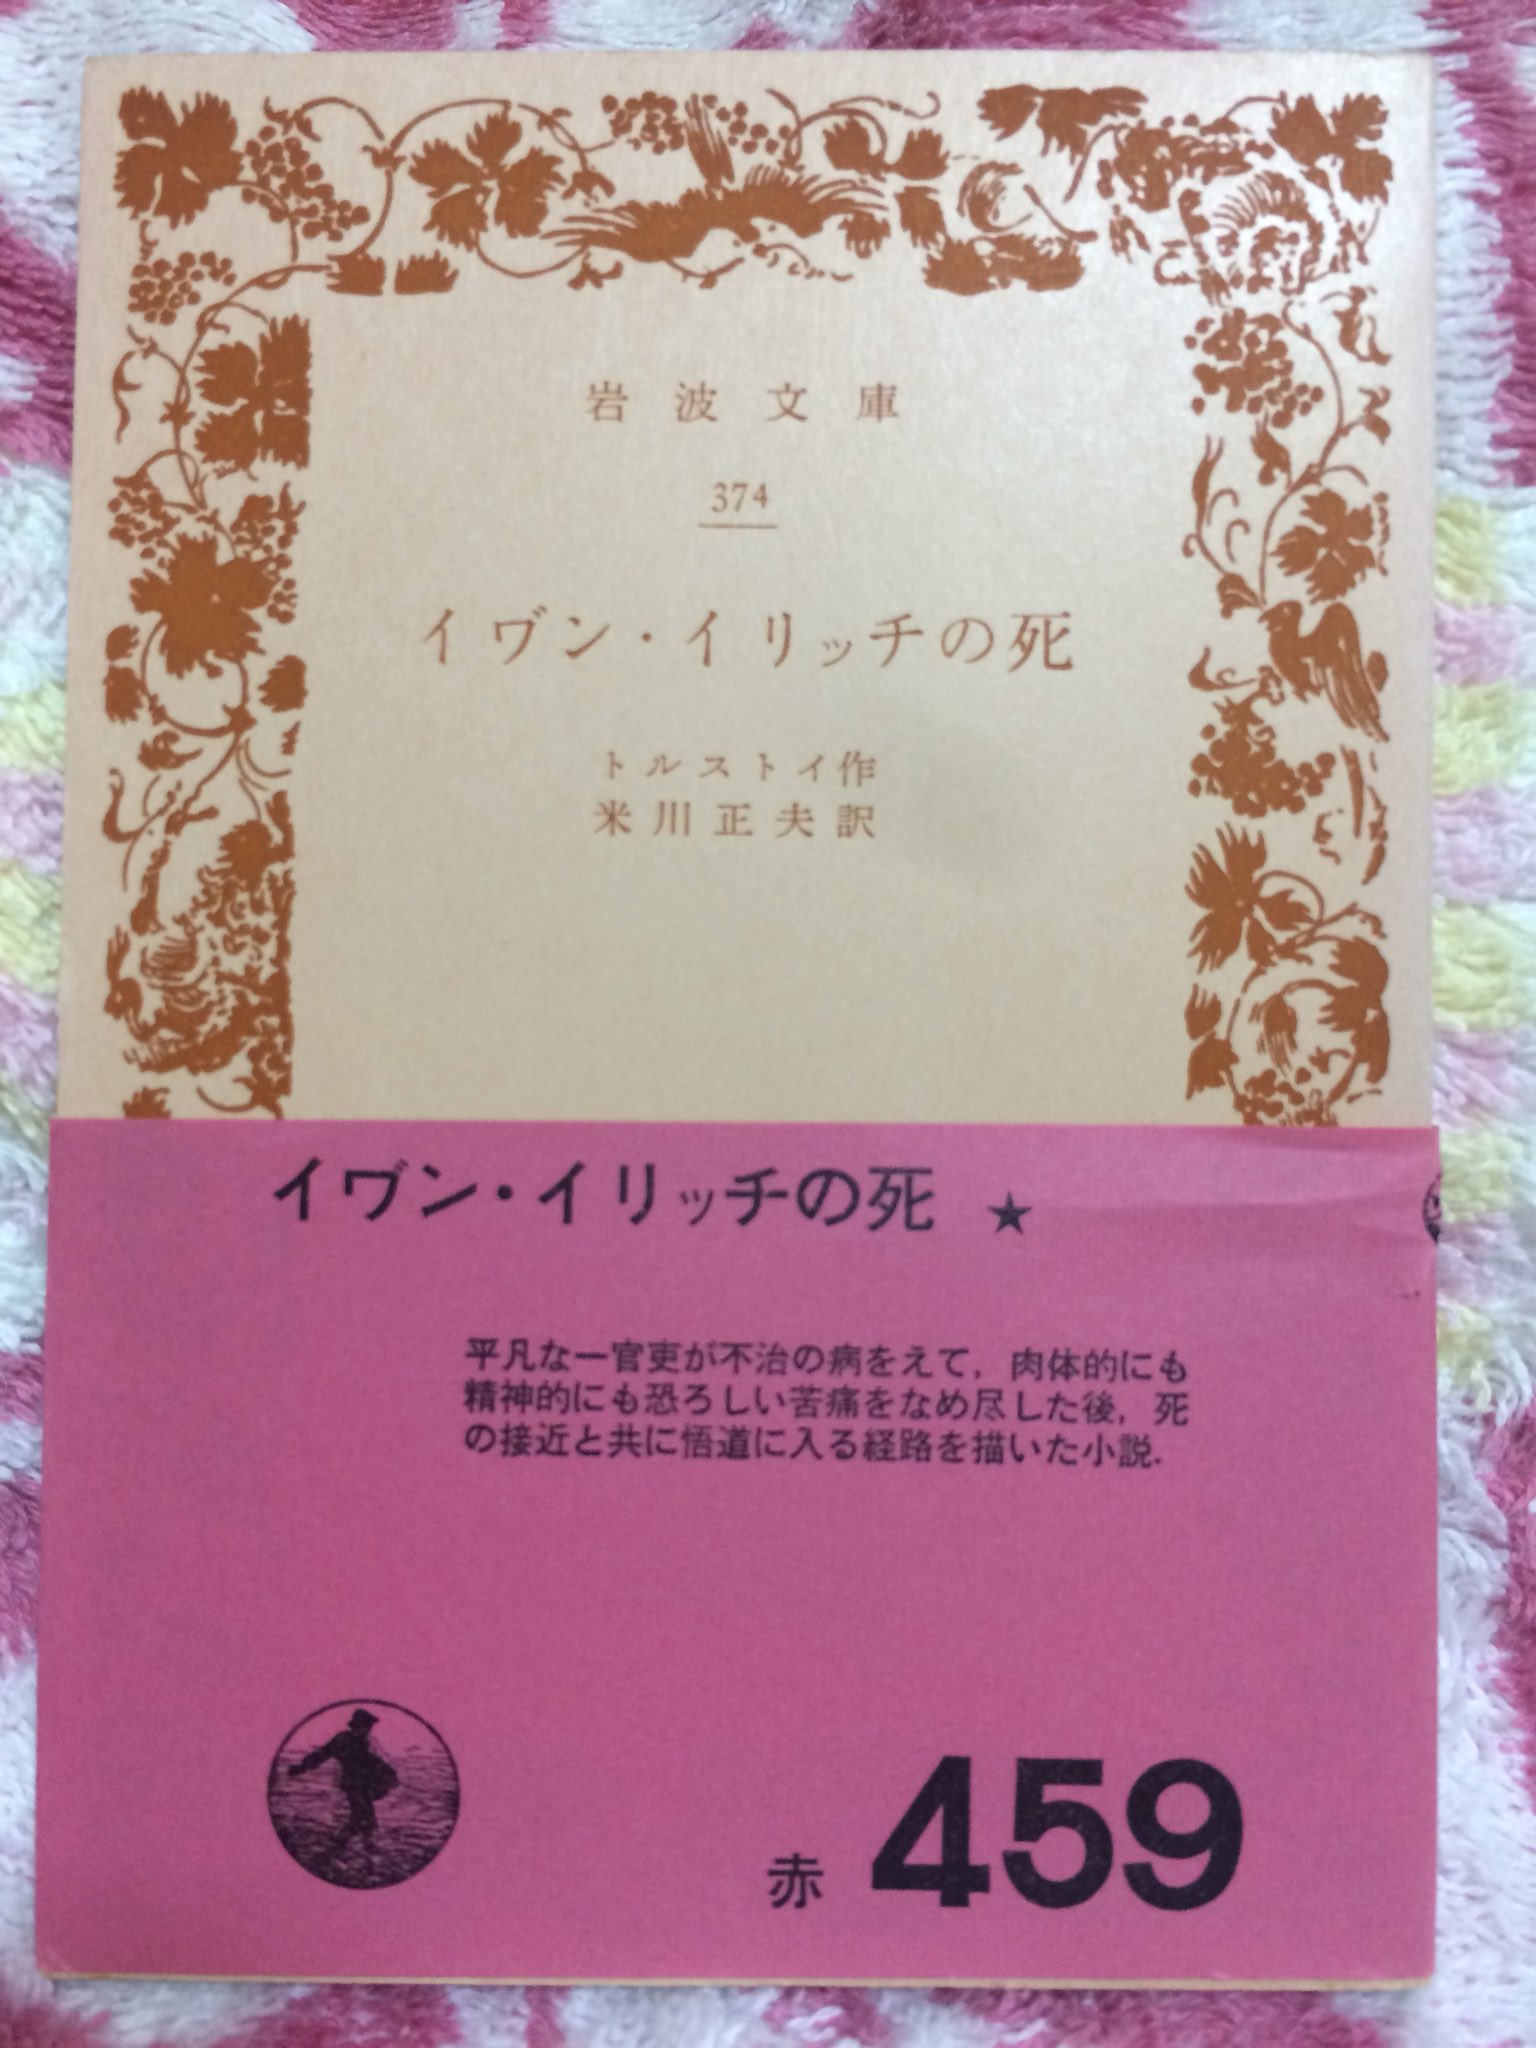 岩波文庫
374
イヴン・イリッチの死
トルストイ作
米川正夫訳
イヴン・イリッチの死 ★
平凡な一官吏が不治の病をえて，肉体的にも
精神的にも恐ろしい苦痛をなめ尽した後，死
の接近と共に悟道に入る経路を描いた小説．
赤 459